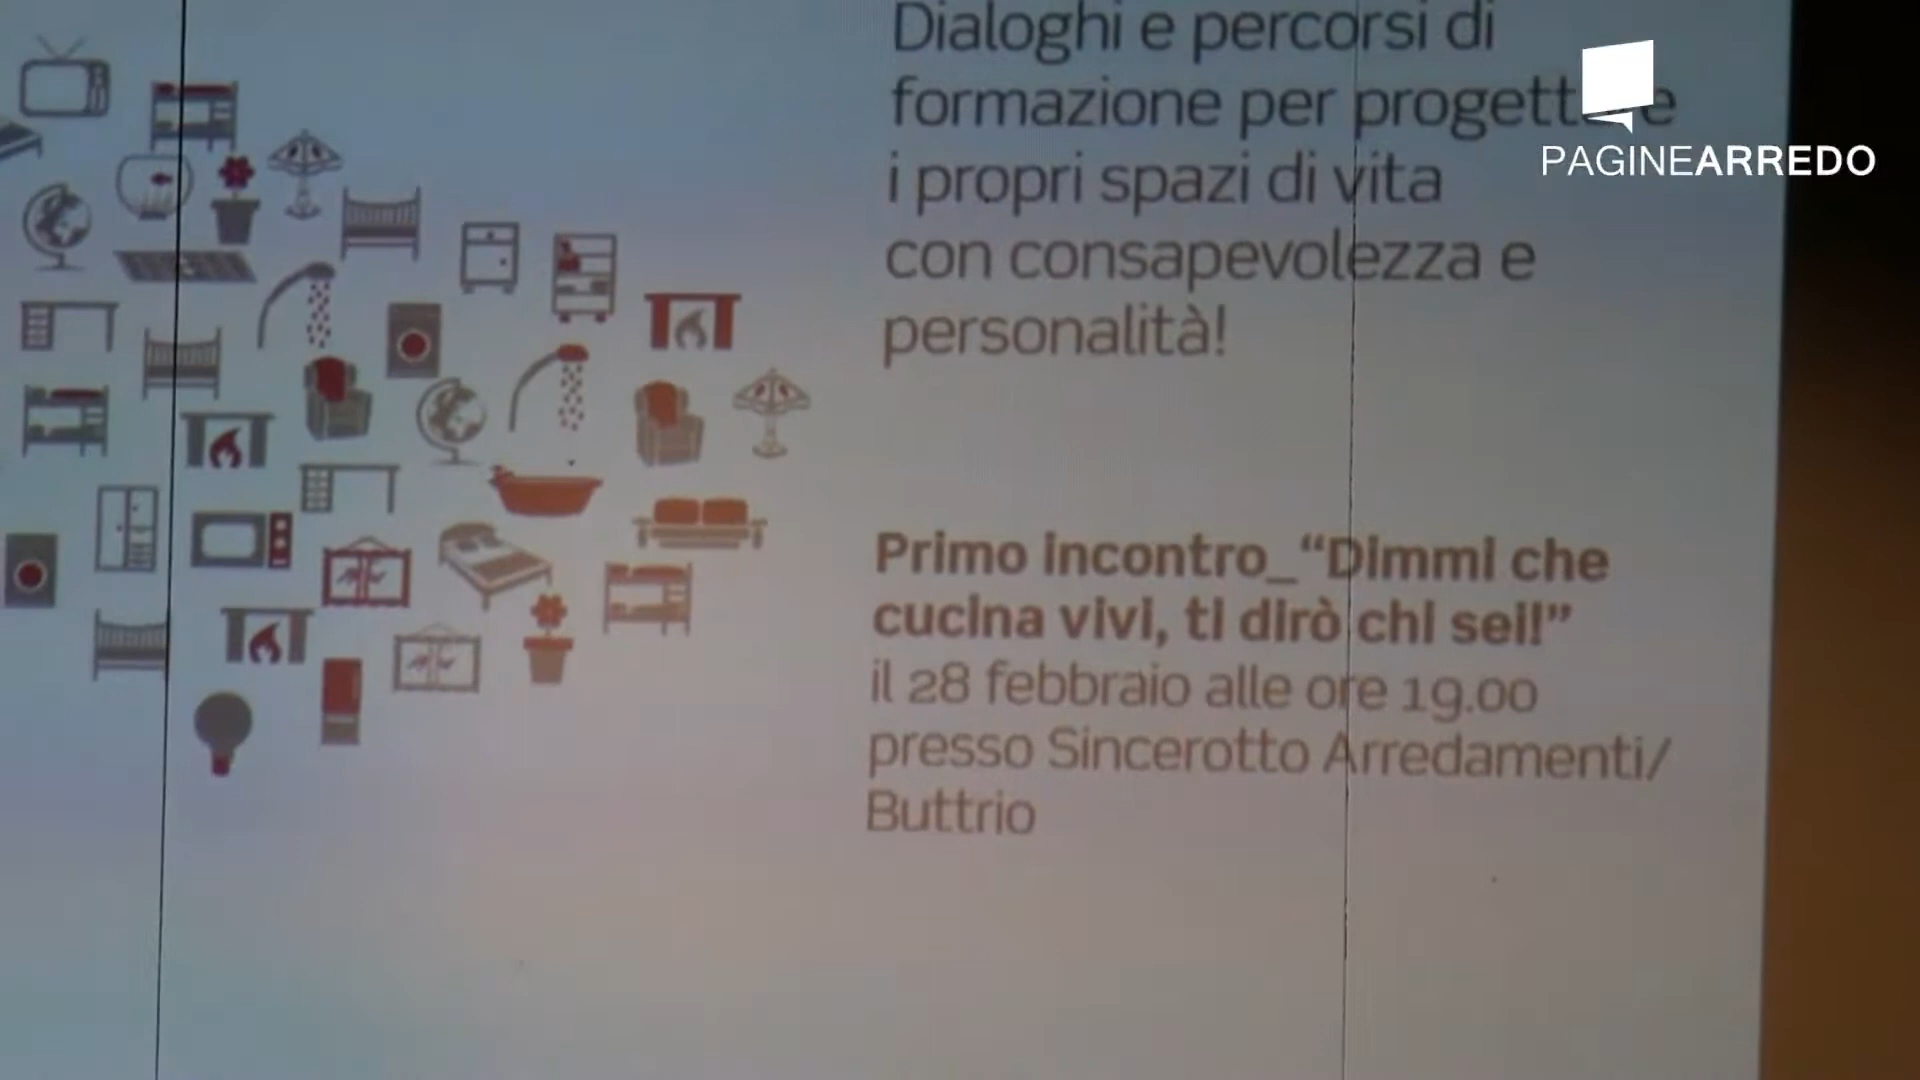 Dialoghi e percorsi di
formazione per progett e
i propri spazi di vita
con consapevolezza e
personalità!
PAGINEARREDO
Primo incontro_“Dimmi che
cucina vivi, ti dirò chi sei!”
il 28 febbraio alle ore 19.00
presso Sincerotto Arredamenti/
Buttrio